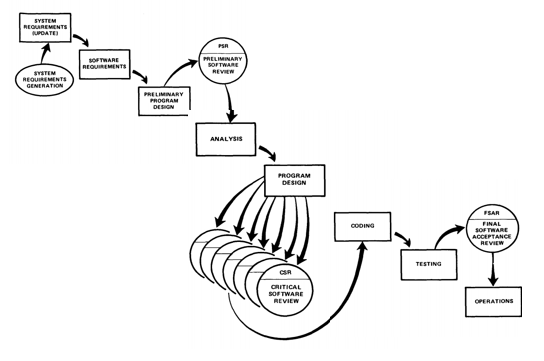 SYSTEM
REQUIREMENTS
(UPDATE)
SYSTEM
REQUIREMENTS
GENERATION
SOFTWARE
REQUIREMENTS
PRELIMINARY
PROGRAM
DESIGN
PSR
PRELIMINARY
SOFTWARE
REVIEW
ANALYSIS
PROGRAM
DESIGN
CSR
CRITICAL
SOFTWARE
REVIEW
CODING
TESTING
FSAR
FINAL
SOFTWARE
ACCEPTANCE
REVIEW
OPERATIONS